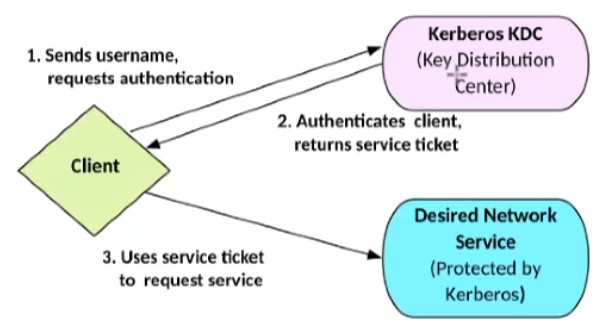 1. Sends username,
requests authentication
Kerberos KDC
(Key Distribution
Center)
2. Authenticates client,
returns service ticket
Client
3. Uses service ticket
to request service
Desired Network
Service
(Protected by
Kerberos)